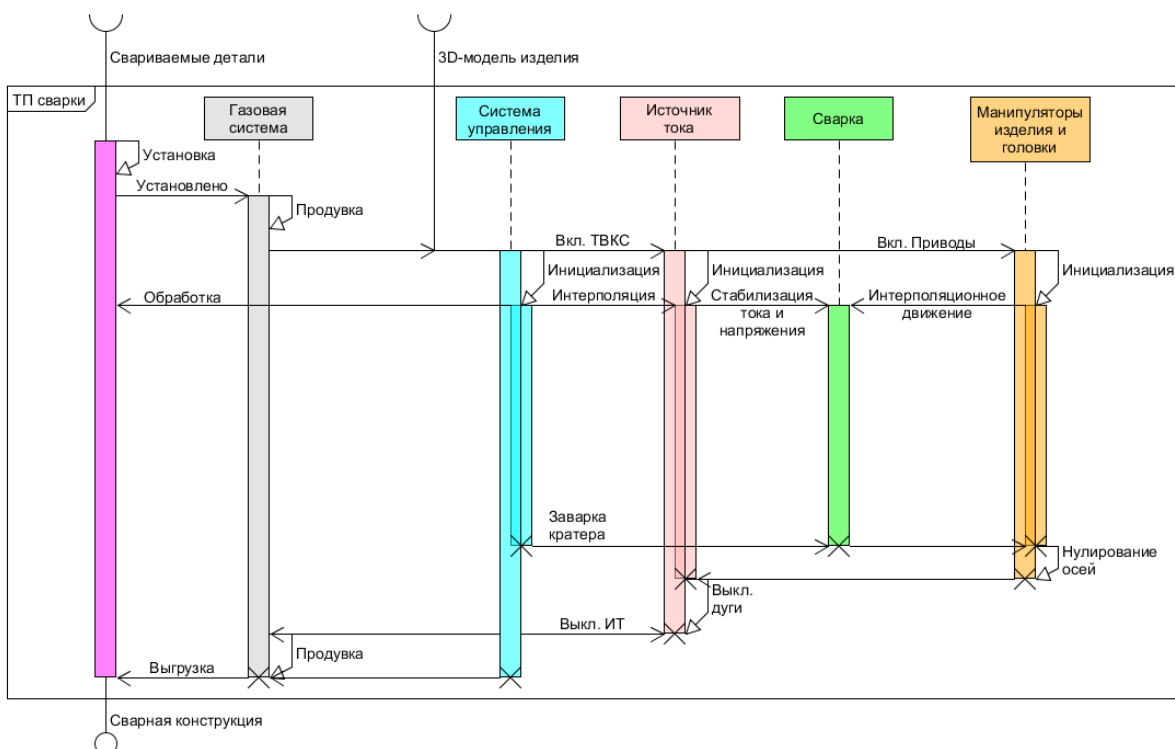 Свариваемые детали
3D-модель изделия
ТП сварки
Газовая
система
Система
управления
Источник
тока
Сварка
Манипуляторы
изделия и
головки
Установка
Установлено
Продувка
Вкл. ТВКС
Вкл. Приводы
Инициализация
Инициализация
Инициализация
Обработка
Интерполяция
Стабилизация
тока и
напряжения
Интерполяционное
движение
Заварка
кратера
Нулирование
осей
Выкл.
дуги
Выкл. ИТ
Продувка
Выгрузка
Сварная конструкция